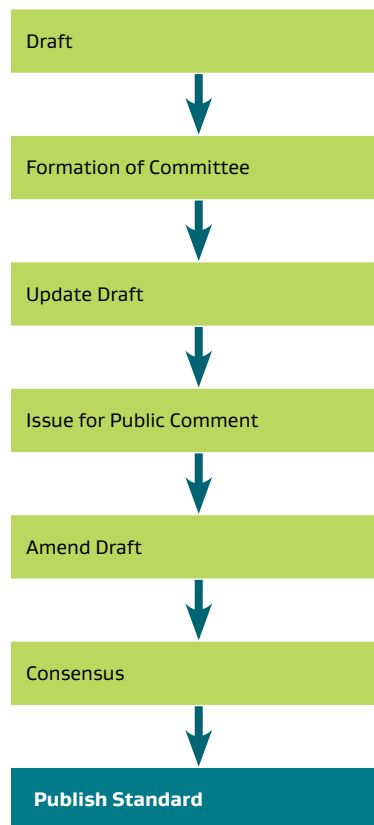 Draft
Formation of Committee
Update Draft
Issue for Public Comment
Amend Draft
Consensus
Publish Standard